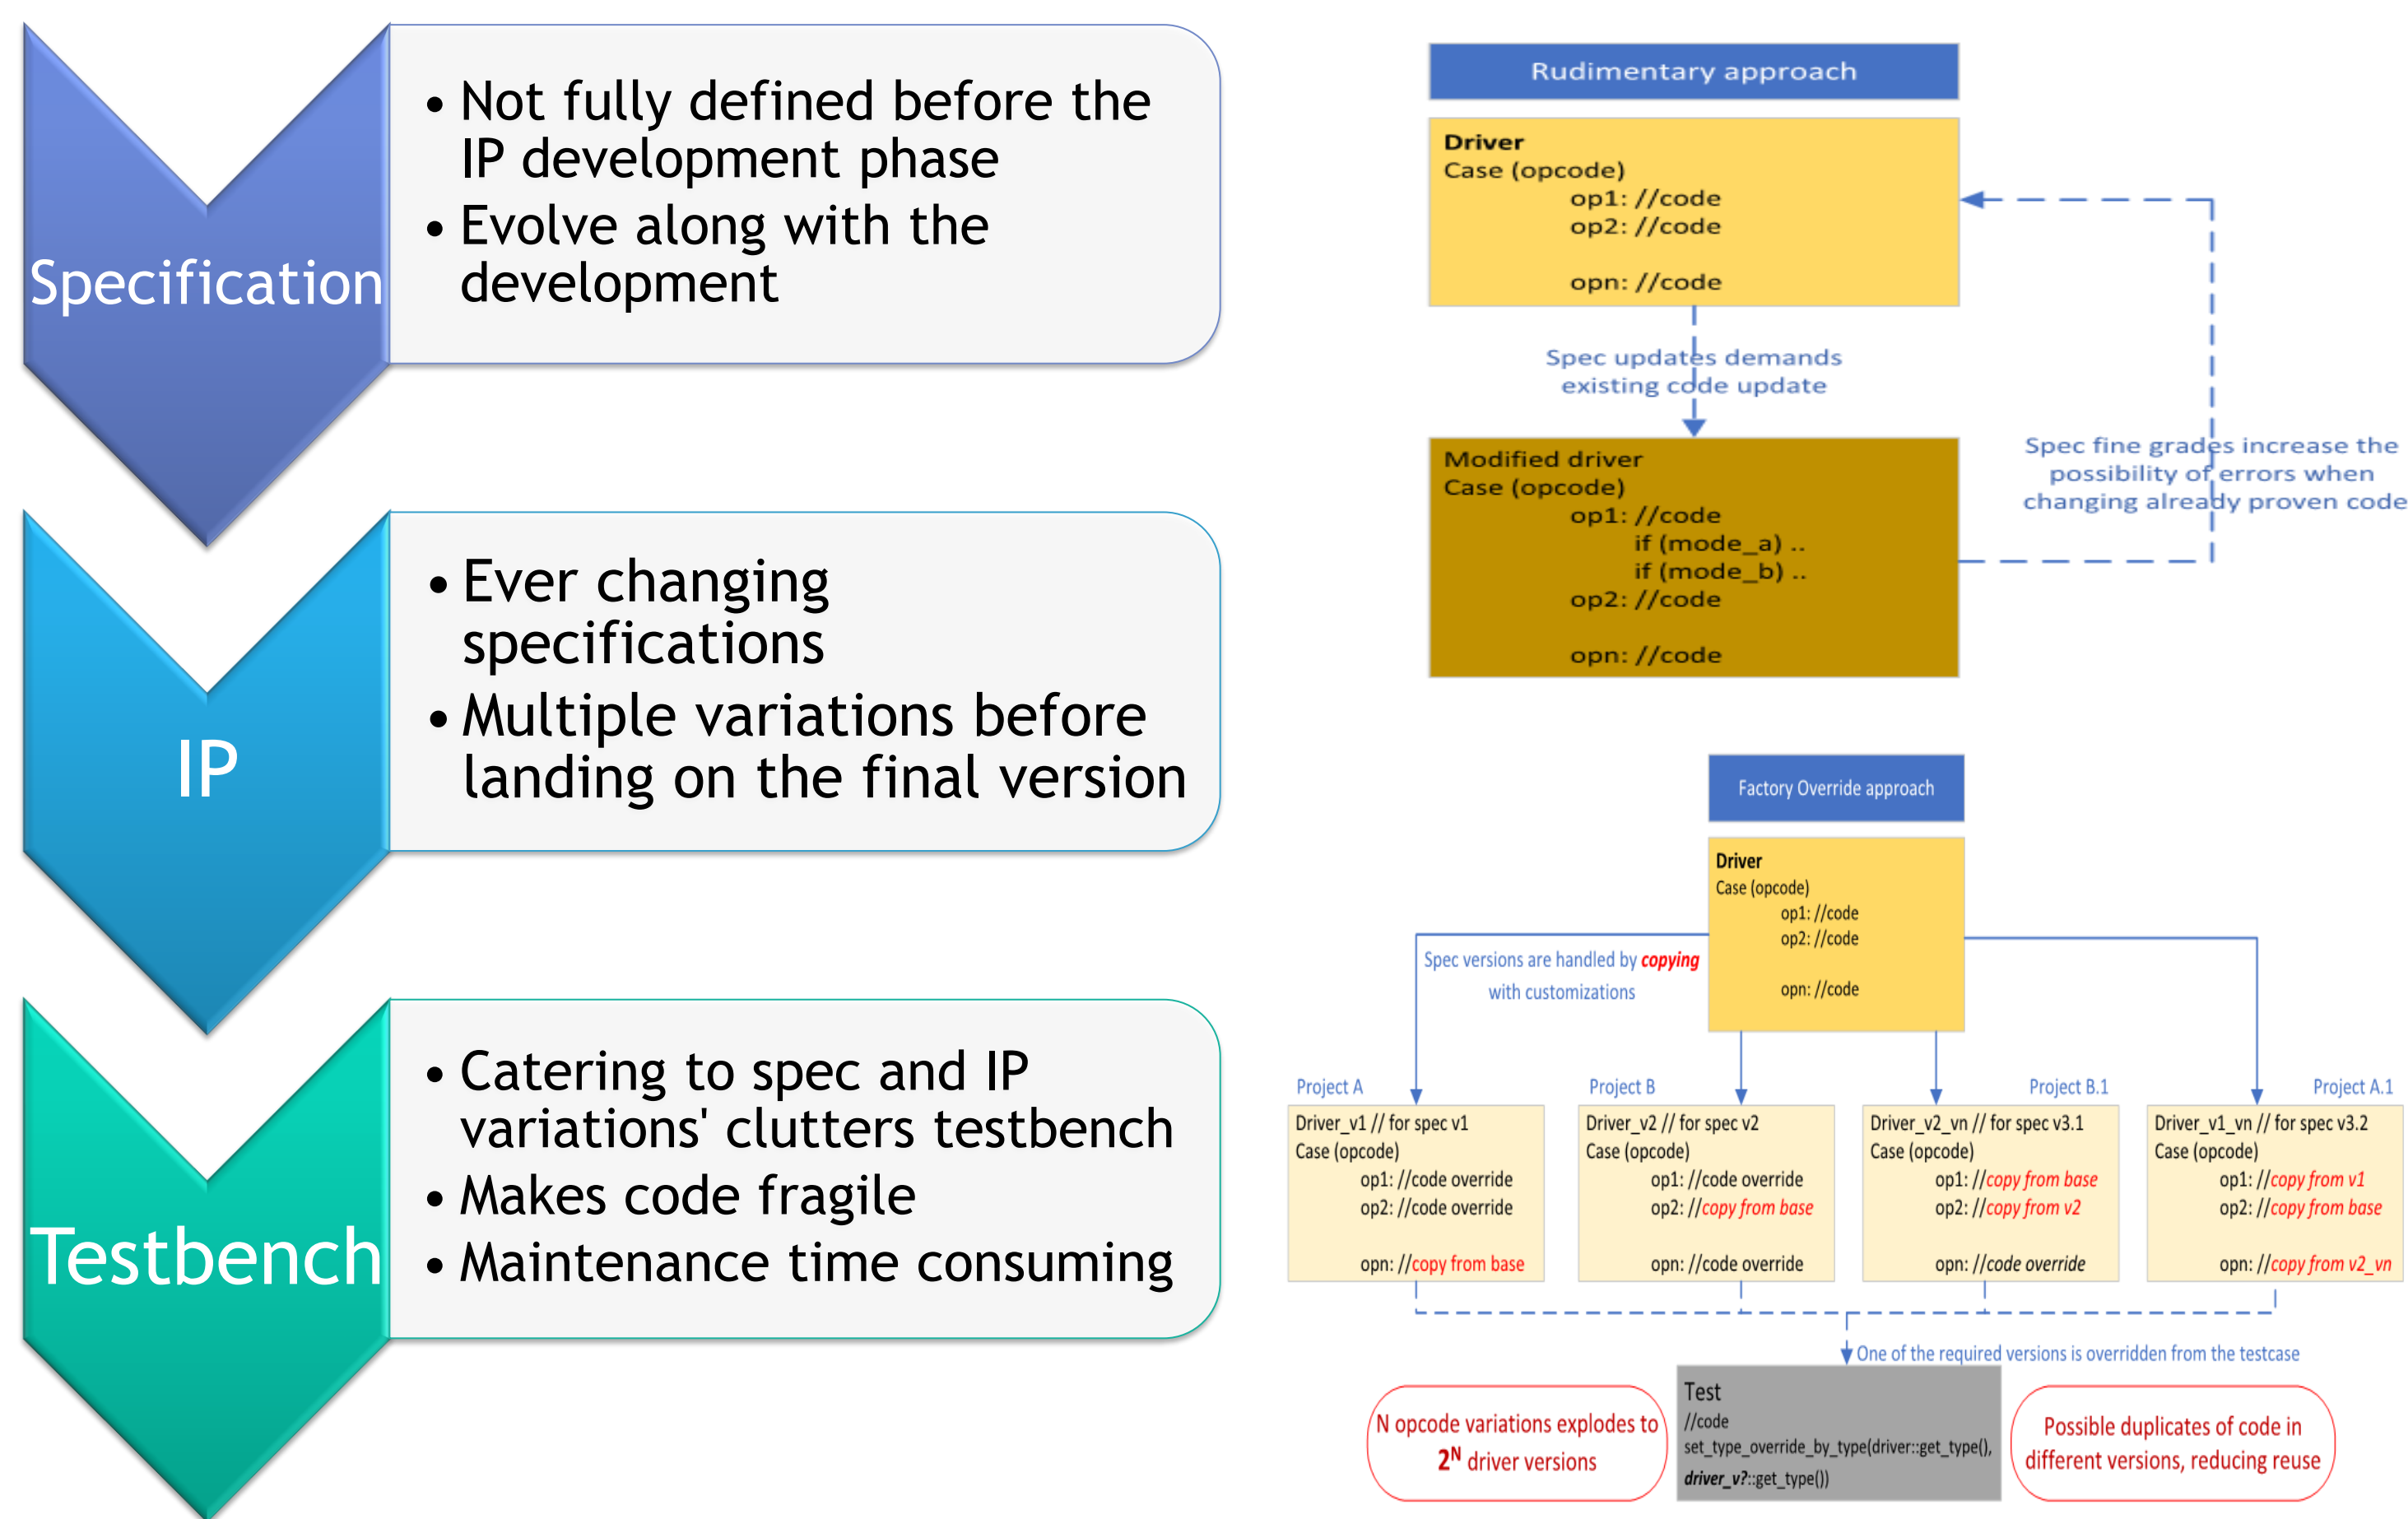 Specification
• Not fully defined before the
IP development phase
• Evolve along with the
development
IP
• Ever changing
specifications
• Multiple variations before
landing on the final version
Testbench
• Catering to spec and IP
variations' clutters testbench
• Makes code fragile
• Maintenance time consuming
Rudimentary approach
Driver
Case (opcode)
op1: //code
op2: //code
opn: //code
Spec updates demands
existing code update
Modified driver
Case (opcode)
op1: //code
if (mode_a) ..
if (mode_b) ..
op2: //code
opn: //code
Spec fine grades increase the
possibility of errors when
changing already proven code
Factory Override approach
Driver
Case (opcode)
op1: //code
op2: //code
opn: //code
Spec versions are handled by copying
with customizations
Project A
Driver_v1 // for spec v1
Case (opcode)
op1: //code override
op2: //code override
opn: //copy from base
Project B
Driver_v2 // for spec v2
Case (opcode)
op1: //code override
op2: //copy from base
opn: //code override
Project B.1
Driver_v2_vn // for spec v3.1
Case (opcode)
op1: //copy from base
op2: //copy from v2
opn: //code override
Project A.1
Driver_v1_vn // for spec v3.2
Case (opcode)
op1: //copy from v1
op2: //copy from base
opn: //copy from v2_vn
One of the required versions is overridden from the testcase
N opcode variations explodes to
2^N driver versions
Test
//code
set_type_override_by_type(driver::get_type(),
driver_v?::get_type())
Possible duplicates of code in
different versions, reducing reuse